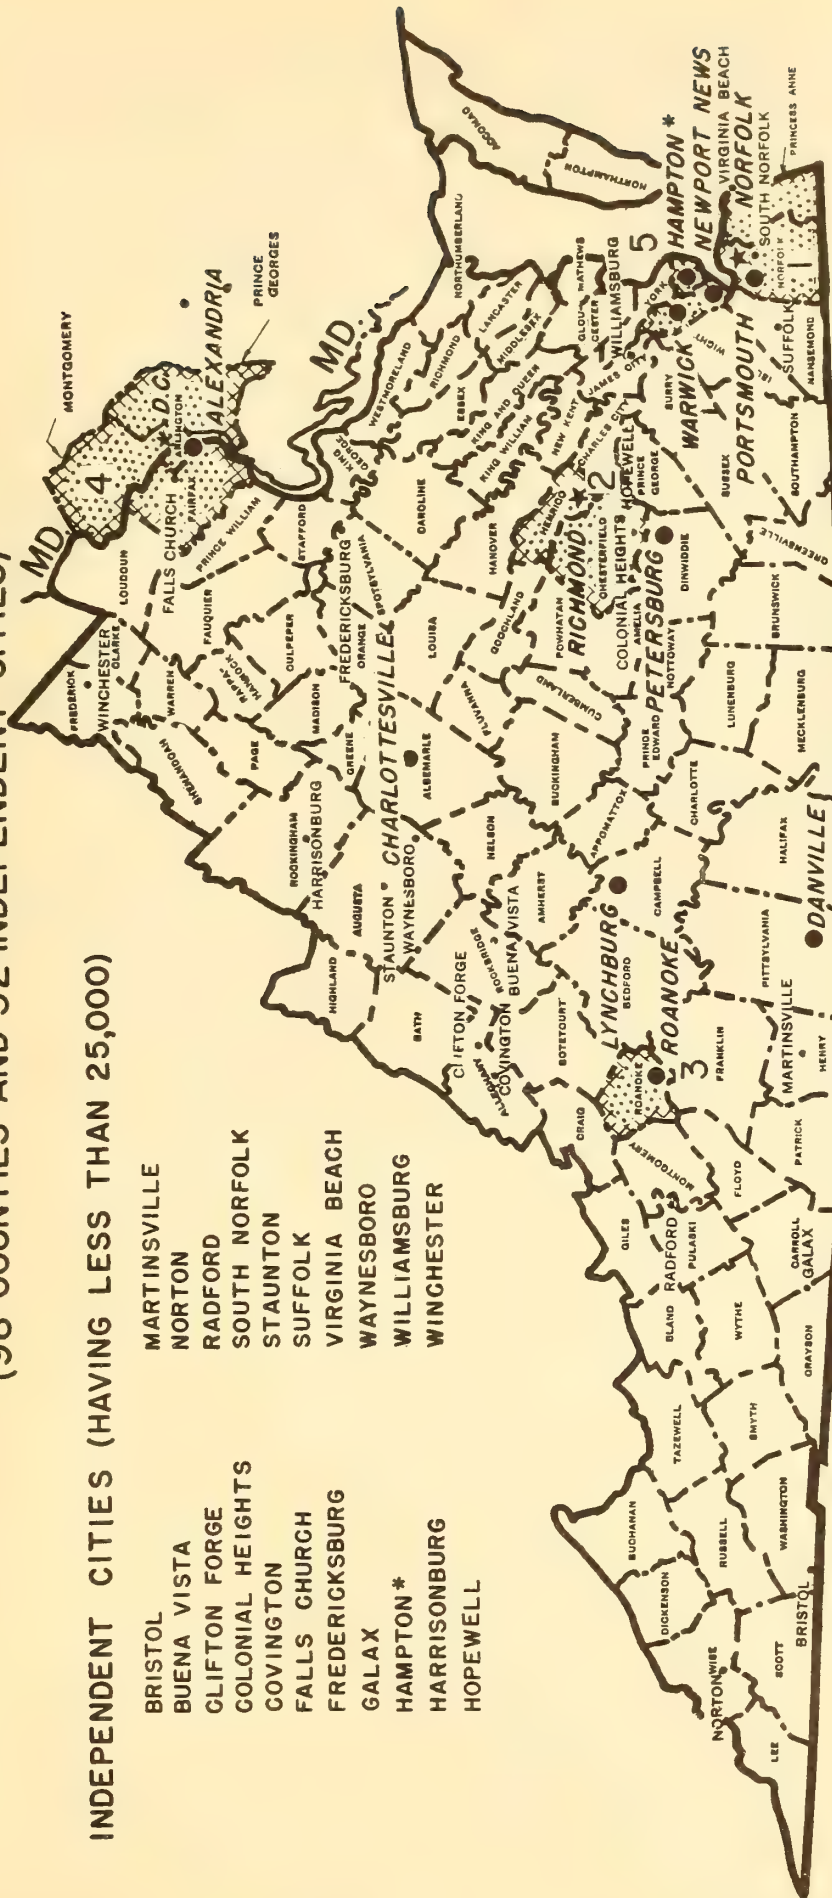 (98 COUNTIES AND 32 INDEPENDENT CITIES)
INDEPENDENT CITIES (HAVING LESS THAN 25,000)
BRISTOL
BUENA VISTA
CLIFTON FORGE
COLONIAL HEIGHTS
COVINGTON
FALLS CHURCH
FREDERICKSBURG
GALAX
HAMPTON*
HARRISONBURG
HOPEWELL
MARTINSVILLE
NORTON
RADFORD
SOUTH NORFOLK
STAUNTON
SUFFOLK
VIRGINIA BEACH
WAYNESBORO
WILLIAMSBURG
WINCHESTER
MONTGOMERY
MD.
4
D.C.
ARLINGTON
ALEXANDRIA
PRINCE
GEORGES
FAIRFAX
FALLS CHURCH
LOUDOUN
PRINCE WILLIAM
FREDERICK
WINCHESTER
CLARKE
WARREN
FAUQUIER
STAFFORD
SHENANDOAH
RAPPA-
HANNOCK
CULPEPER
PAGE
MADISON
FREDERICKSBURG
ORANGE
SPOTSYLVANIA
KING
GEORGE
MD
WESTMORELAND
NORTHUMBERLAND
RICHMOND
LANCASTER
ESSEX
MIDDLESEX
CAROLINE
KING AND QUEEN
KING WILLIAM
GLOU-
CESTER
MATHEWS
ACCOMAC
NORTHAMPTON
ROCKINGHAM
HARRISONBURG
GREENE
AUGUSTA
STAUNTON
WAYNESBORO
CHARLOTTESVILLE
ALBEMARLE
LOUISA
HANOVER
HIGHLAND
BATH
NELSON
FLUVANNA
GOOCHLAND
HENRICO
NEW KENT
JAMES CITY
WILLIAMSBURG
YORK
5
HAMPTON*
NEWPORT NEWS
WARWICK
VIRGINIA BEACH
NORFOLK
SOUTH NORFOLK
PRINCESS ANNE
NORFOLK
1
PORTSMOUTH
CLIFTON FORGE
ROCKBRIDGE
BUENA VISTA
AMHERST
BUCKINGHAM
CUMBERLAND
POWHATAN
RICHMOND
2
CHARLES CITY
CHESTERFIELD
HOPEWELL
COLONIAL HEIGHTS
PRINCE
GEORGE
SURRY
ISL.
WIGHT
SUFFOLK
NANSEMOND
ALLEGHANY
COVINGTON
BOTETOURT
LYNCHBURG
BEDFORD
APPOMATTOX
AMELIA
PETERSBURG
DINWIDDIE
SUSSEX
SOUTHAMPTON
CRAIG
ROANOKE
ROANOKE
3
CAMPBELL
PRINCE
EDWARD
NOTTOWAY
CHARLOTTE
LUNENBURG
BRUNSWICK
GREENSVILLE
GILES
MONTGOMERY
FRANKLIN
PITTSYLVANIA
HALIFAX
MECKLENBURG
BLAND
RADFORD
PULASKI
FLOYD
MARTINSVILLE
HENRY
DANVILLE
PATRICK
BUCHANAN
TAZEWELL
WYTHE
CARROLL
GALAX
DICKENSON
RUSSELL
SMYTH
GRAYSON
NORTON
WISE
SCOTT
WASHINGTON
BRISTOL
LEE